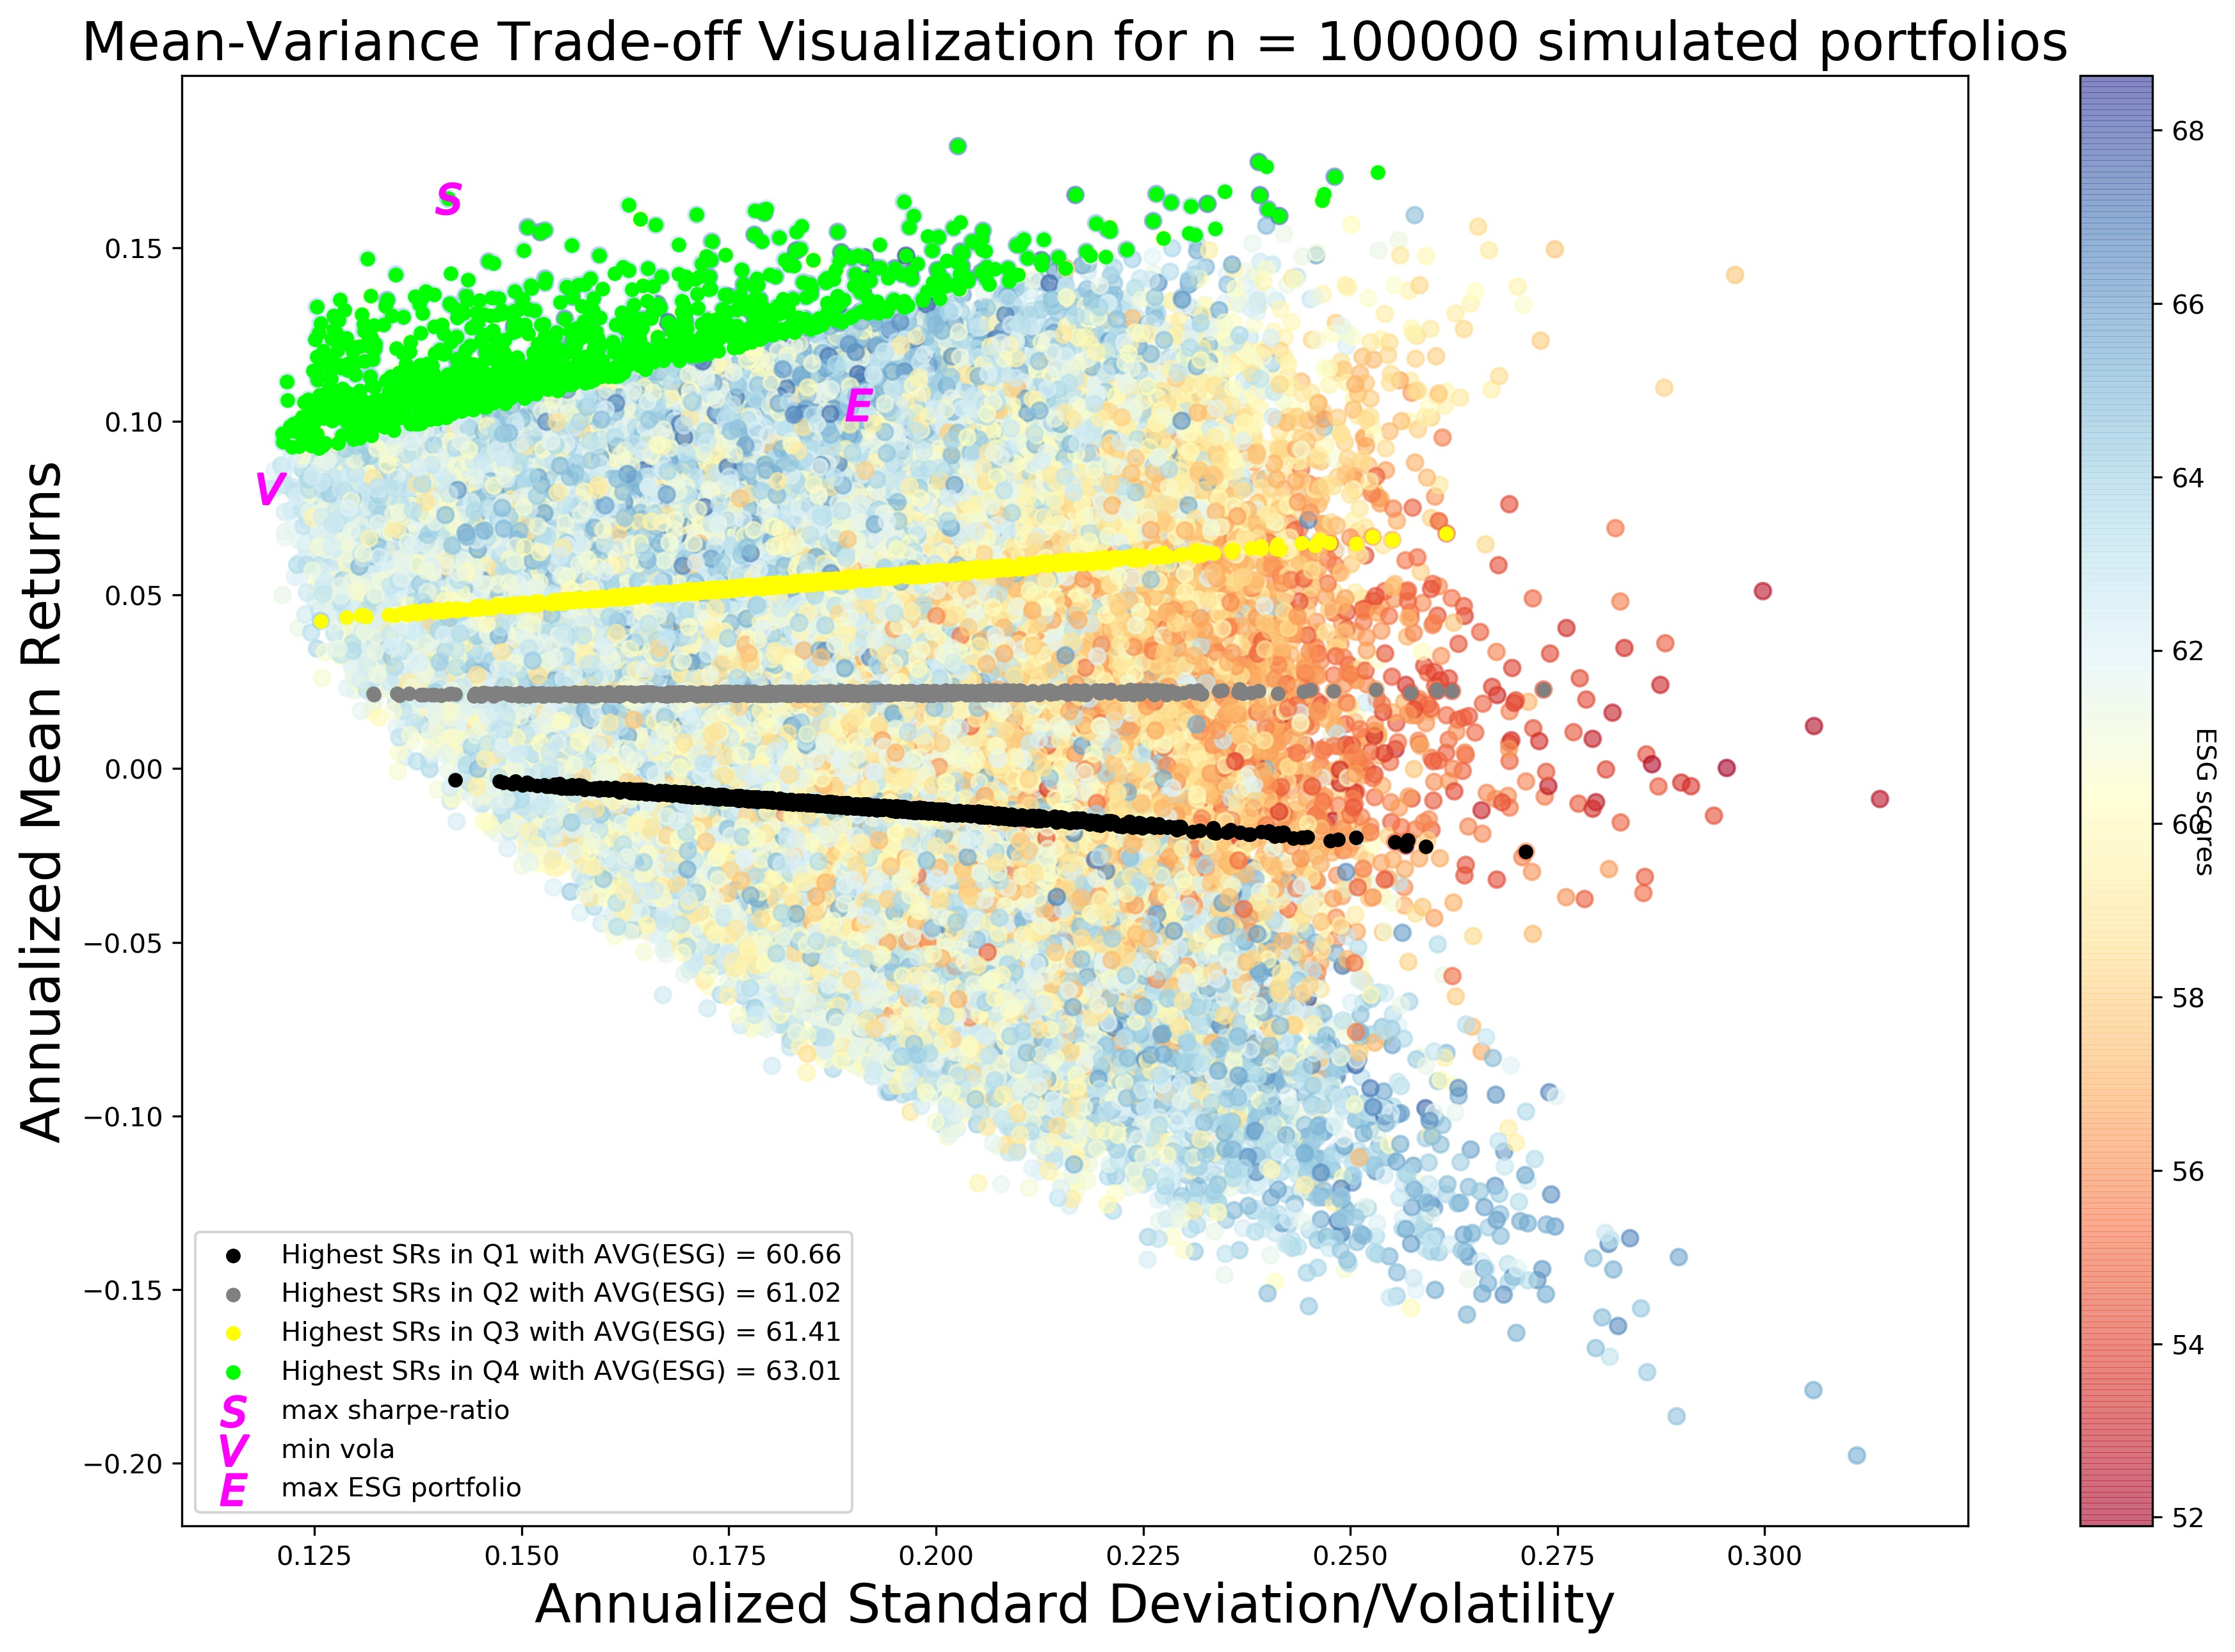 Mean-Variance Trade-off Visualization for n = 100000 simulated portfolios
Annualized Mean Returns
0.15
0.10
0.05
0.00
−0.05
−0.10
−0.15
−0.20
S
E
V
Highest SRs in Q1 with AVG(ESG) = 60.66
Highest SRs in Q2 with AVG(ESG) = 61.02
Highest SRs in Q3 with AVG(ESG) = 61.41
Highest SRs in Q4 with AVG(ESG) = 63.01
S max sharpe-ratio
V min vola
E max ESG portfolio
0.125 0.150 0.175 0.200 0.225 0.250 0.275 0.300
Annualized Standard Deviation/Volatility
68
66
64
62
60
58
56
54
52
ESG scores